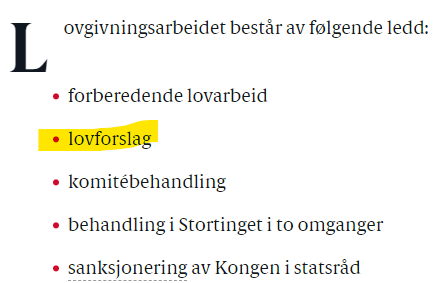 Lovgivningsarbeidet består av følgende ledd:
• forberedende lovarbeid
• lovforslag
• komitébehandling
• behandling i Stortinget i to omganger
• sanksjonering av Kongen i statsråd